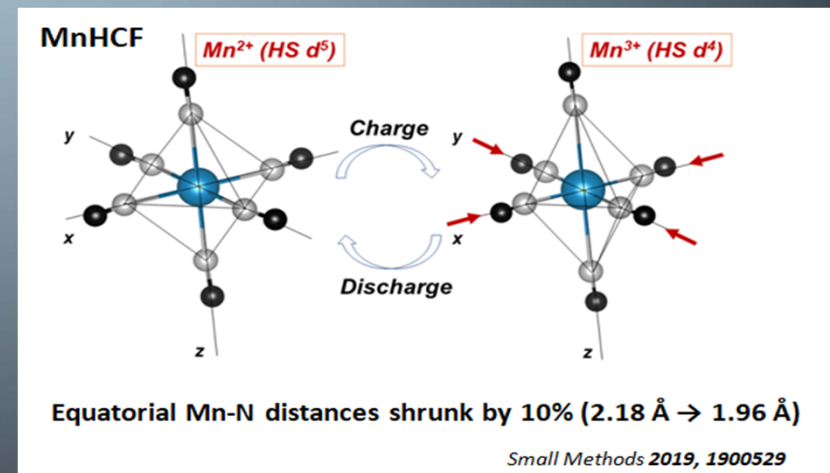 MnHCF
Mn²⁺ (HS d⁵)
Mn³⁺ (HS d⁴)
y
Charge
y
x
x
Discharge
z
z
Equatorial Mn-N distances shrunk by 10% (2.18 Å → 1.96 Å)
Small Methods 2019, 1900529